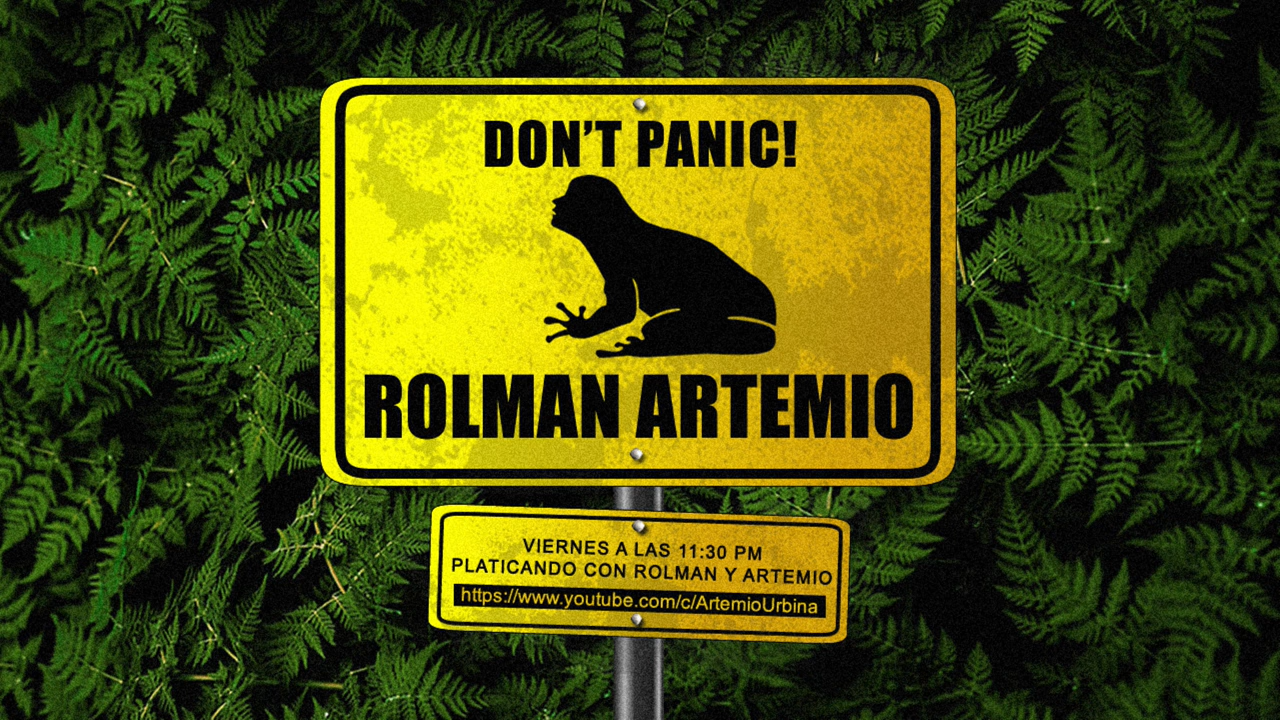 DON'T PANIC!
ROLMAN ARTEMIO
VIERNES A LAS 11:30 PM
PLATICANDO CON ROLMAN Y ARTEMIO
https://www.youtube.com/c/ArtemioUrbina